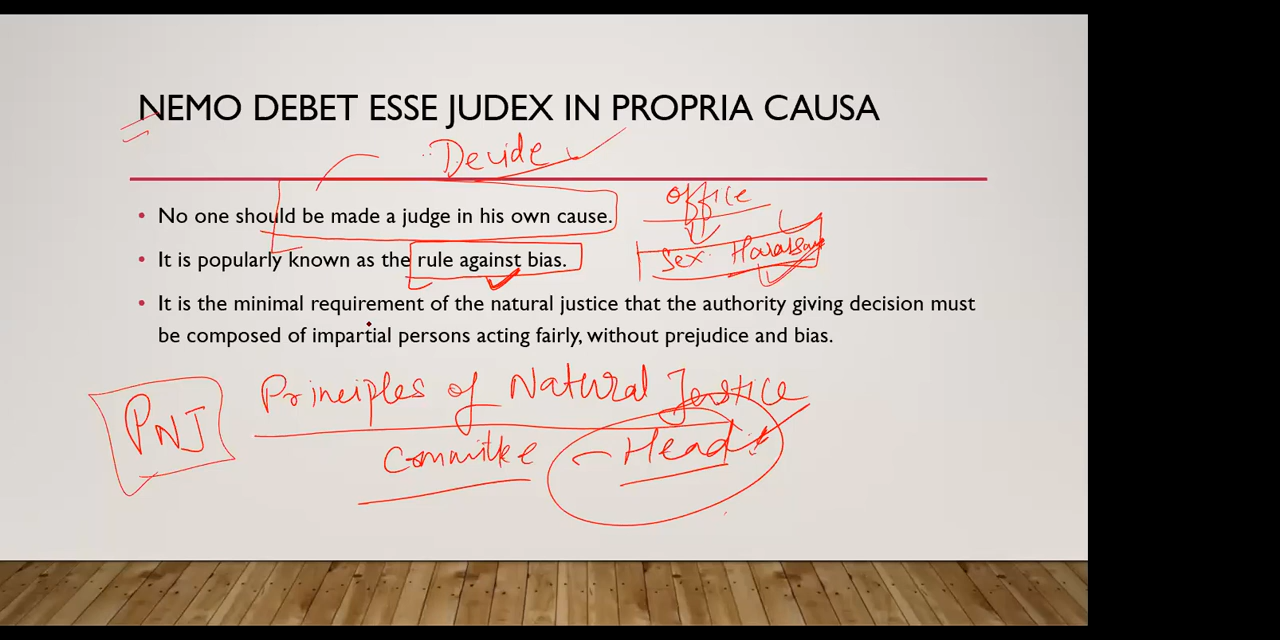 NEMO DEBET ESSE JUDEX IN PROPRIA CAUSA
Decide
• No one should be made a judge in his own cause.
office
• It is popularly known as the rule against bias.
Sex. Harassm
• It is the minimal requirement of the natural justice that the authority giving decision must
be composed of impartial persons acting fairly, without prejudice and bias.
Principles of Natural Justice
PNJ
Committee - Head